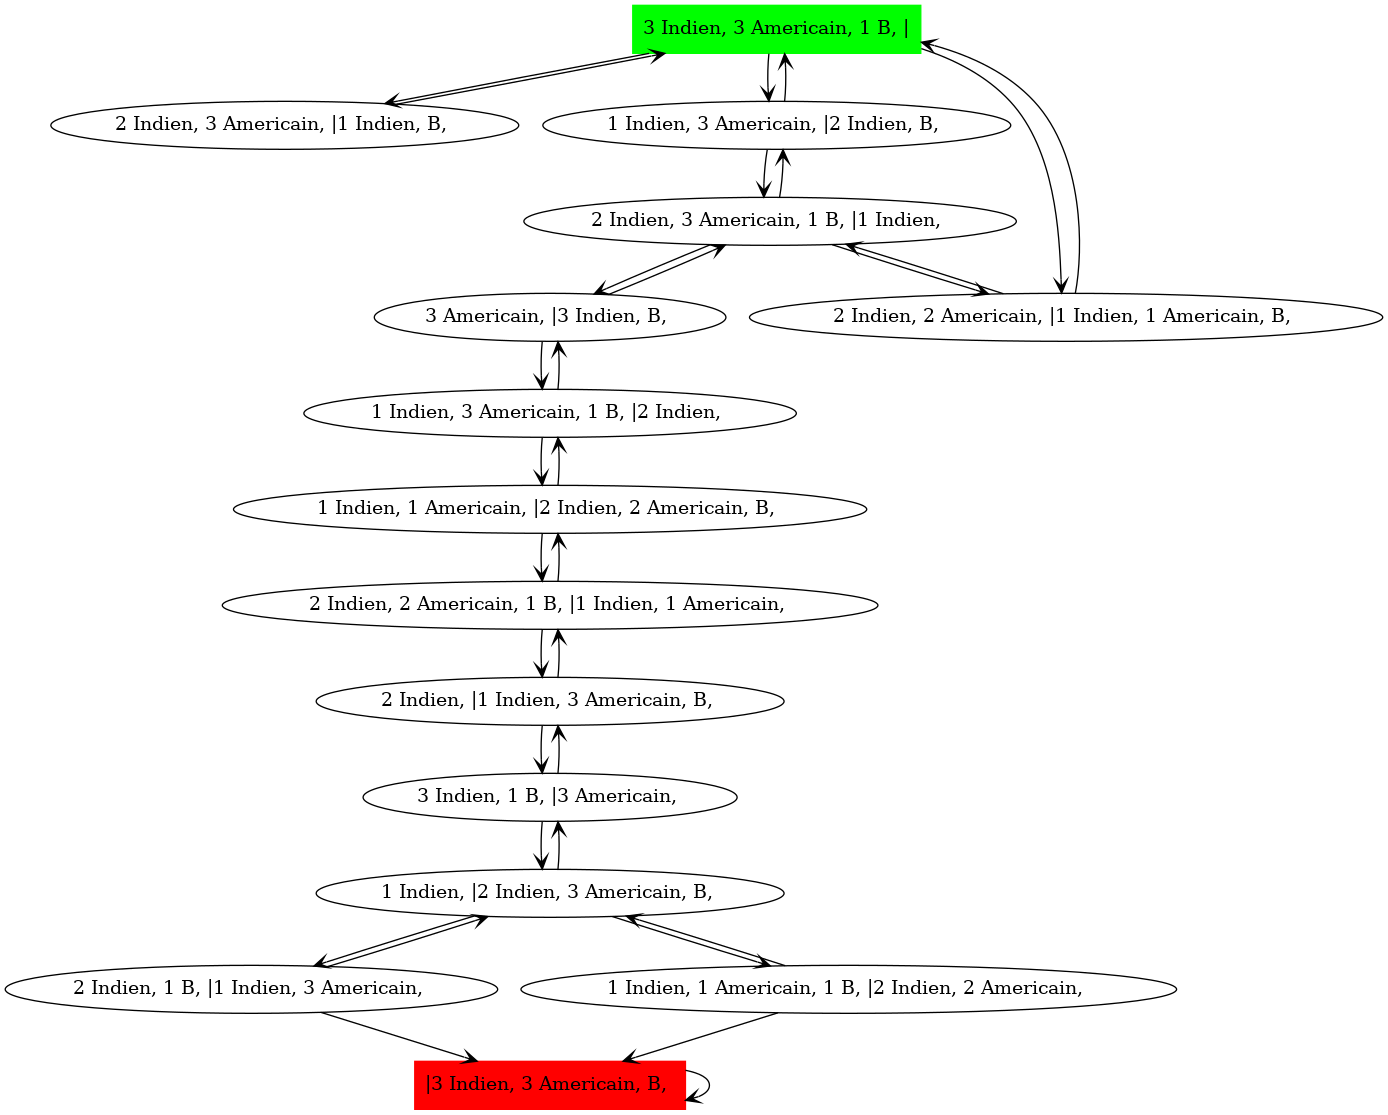 3 Indien, 3 Americain, 1 B, |
2 Indien, 3 Americain, |1 Indien, B,
1 Indien, 3 Americain, |2 Indien, B,
2 Indien, 3 Americain, 1 B, |1 Indien,
3 Americain, |3 Indien, B,
2 Indien, 2 Americain, |1 Indien, 1 Americain, B,
1 Indien, 3 Americain, 1 B, |2 Indien,
1 Indien, 1 Americain, |2 Indien, 2 Americain, B,
2 Indien, 2 Americain, 1 B, |1 Indien, 1 Americain,
2 Indien, |1 Indien, 3 Americain, B,
3 Indien, 1 B, |3 Americain,
1 Indien, |2 Indien, 3 Americain, B,
2 Indien, 1 B, |1 Indien, 3 Americain,
1 Indien, 1 Americain, 1 B, |2 Indien, 2 Americain,
|3 Indien, 3 Americain, B,